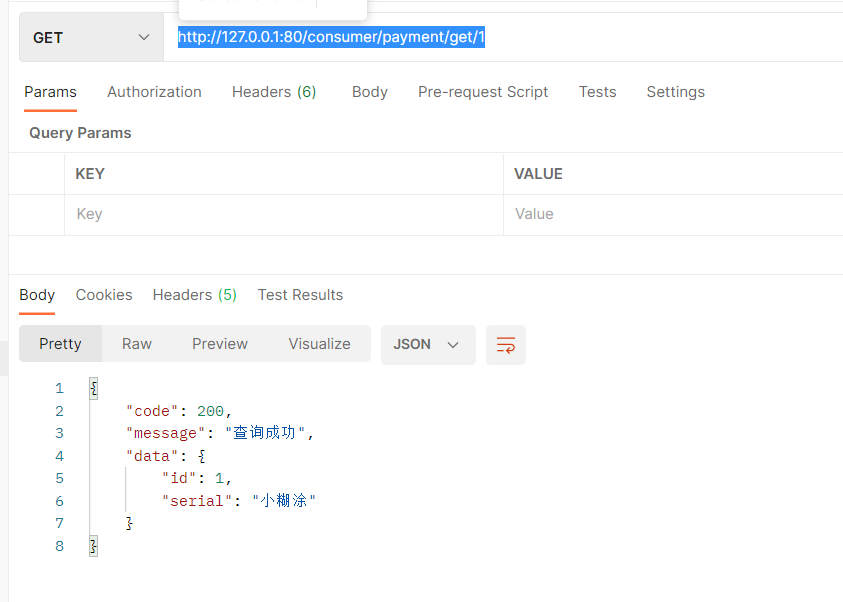 GET http://127.0.0.1:80/consumer/payment/get/1
Params Authorization Headers (6) Body Pre-request Script Tests Settings
Query Params
KEY VALUE
Key Value
Body Cookies Headers (5) Test Results
Pretty Raw Preview Visualize JSON
1 {
2 "code": 200,
3 "message": "查询成功",
4 "data": {
5 "id": 1,
6 "serial": "小糊涂"
7 }
8 }